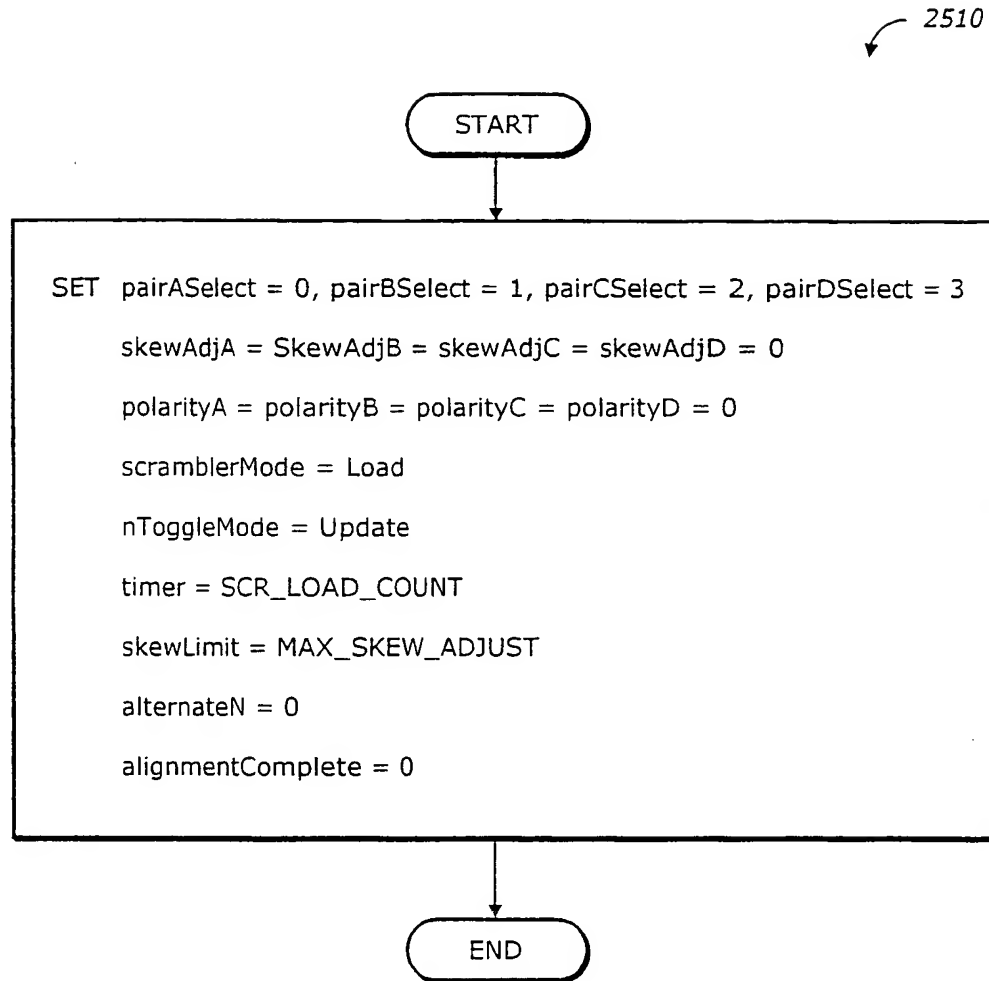 2510
START
SET pairASelect = 0, pairBSelect = 1, pairCSelect = 2, pairDSelect = 3
skewAdjA = SkewAdjB = skewAdjC = skewAdjD = 0
polarityA = polarityB = polarityC = polarityD = 0
scramblerMode = Load
nToggleMode = Update
timer = SCR_LOAD_COUNT
skewLimit = MAX_SKEW_ADJUST
alternateN = 0
alignmentComplete = 0
END